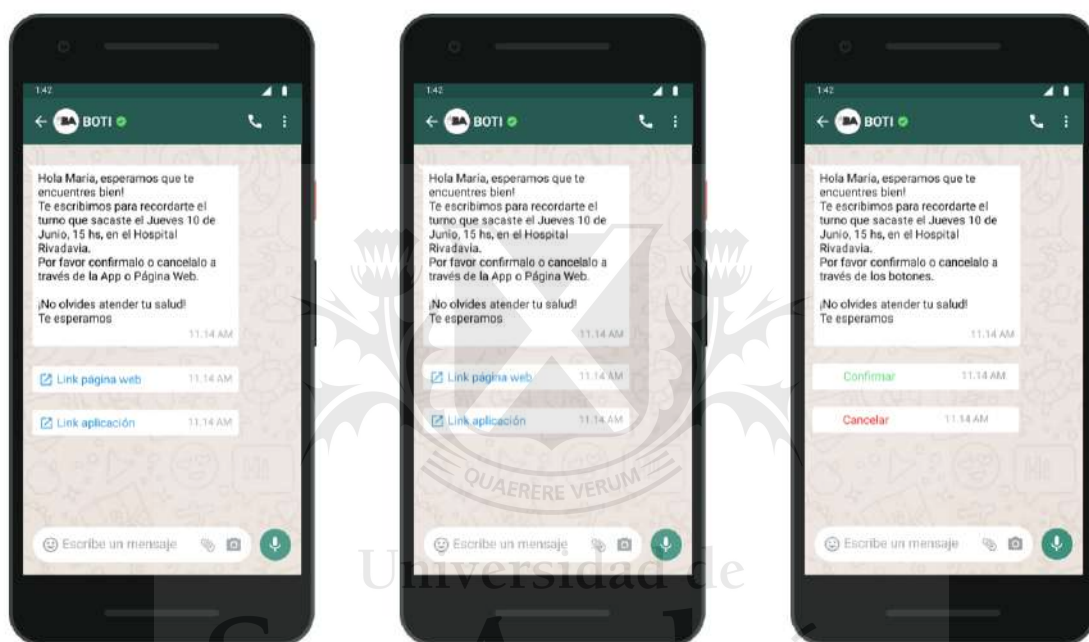 1:42
BA BOTI
Hola María, esperamos que te
encuentres bien!
Te escribimos para recordarte el
turno que sacaste el Jueves 10 de
Junio, 15 hs, en el Hospital
Rivadavia.
Por favor confirmalo o cancelalo a
través de la App o Página Web.
¡No olvides atender tu salud!
Te esperamos
11.14 AM
Link página web 11.14 AM
Link aplicación 11.14 AM
Escribe un mensaje
1:42
BA BOTI
Hola María, esperamos que te
encuentres bien!
Te escribimos para recordarte el
turno que sacaste el Jueves 10 de
Junio, 15 hs, en el Hospital
Rivadavia.
Por favor confirmalo o cancelalo a
través de la App o Página Web.
¡No olvides atender tu salud!
Te esperamos
11.14 AM
Link página web 11.14 AM
Link aplicación 11.14 AM
Escribe un mensaje
1:42
BA BOTI
Hola María, esperamos que te
encuentres bien!
Te escribimos para recordarte el
turno que sacaste el Jueves 10 de
Junio, 15 hs, en el Hospital
Rivadavia.
Por favor confirmalo o cancelalo a
través de los botones.
¡No olvides atender tu salud!
Te esperamos
11.14 AM
Confirmar 11.14 AM
Cancelar 11.14 AM
Escribe un mensaje
QUAERERE VERUM
Universidad de